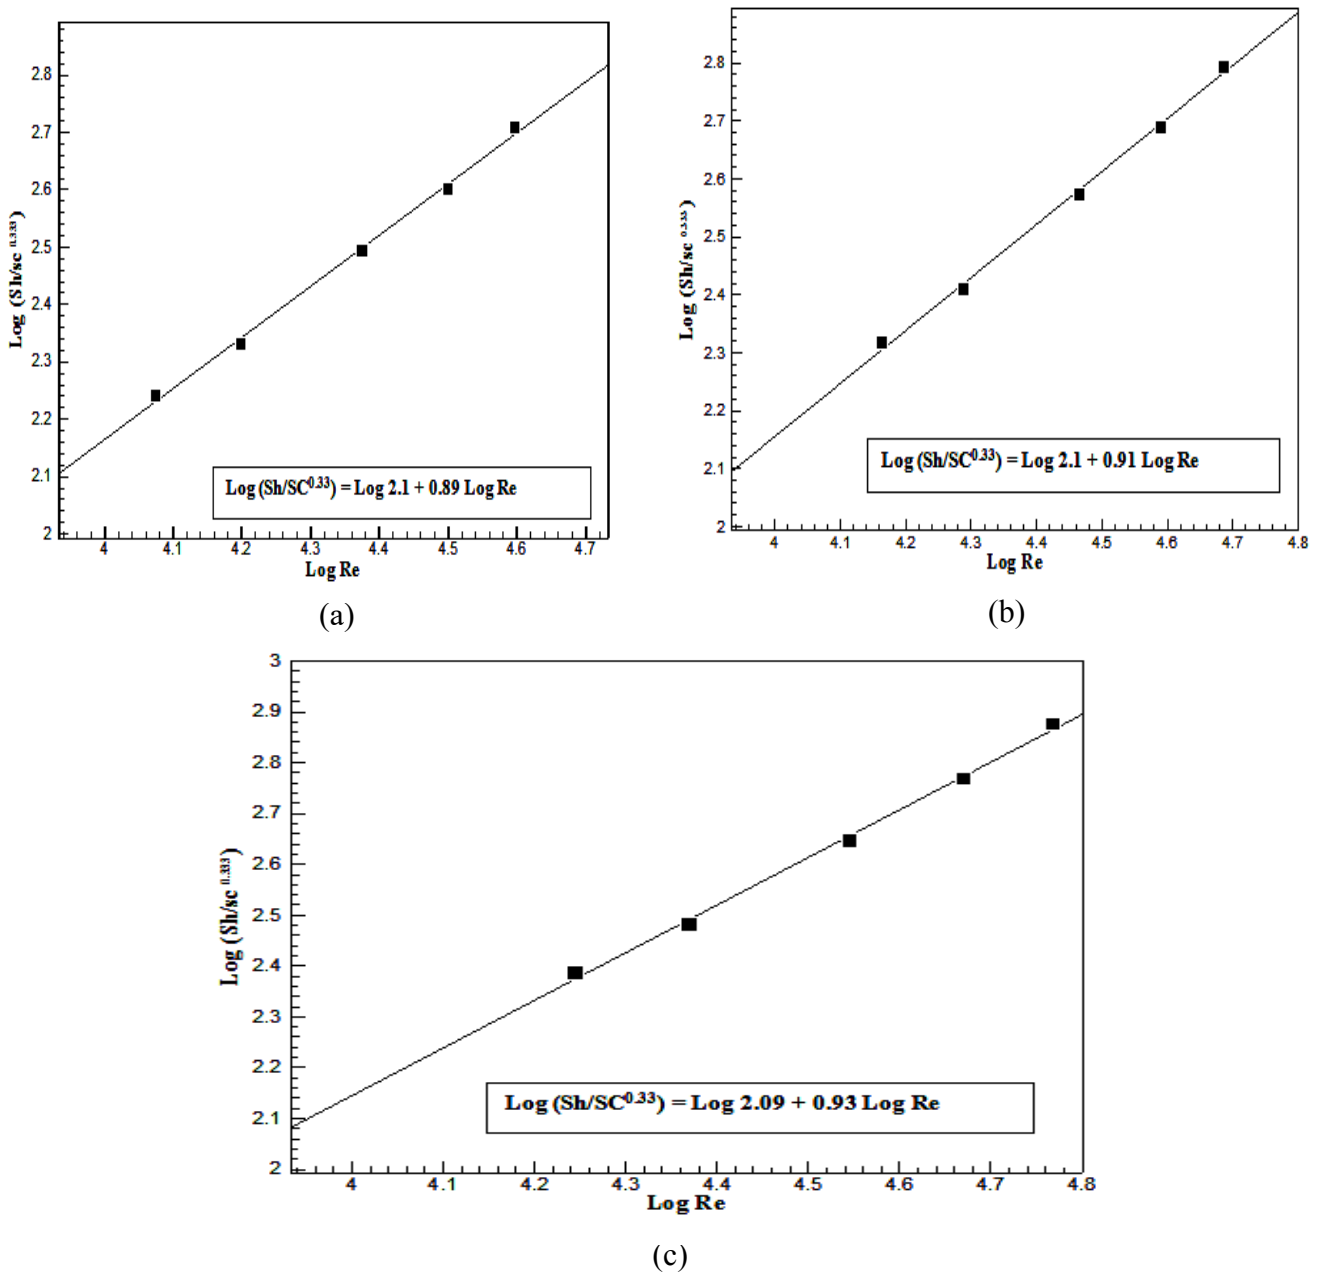 Log (Sh/sc 0.333)
2.8
2.7
2.6
2.5
2.4
2.3
2.2
2.1
2
Log (Sh/SC0.33) = Log 2.1 + 0.89 Log Re
4 4.1 4.2 4.3 4.4 4.5 4.6 4.7
Log Re
(a)
Log (Sh/sc 0.333)
2.8
2.7
2.6
2.5
2.4
2.3
2.2
2.1
2
Log (Sh/SC0.33) = Log 2.1 + 0.91 Log Re
4 4.1 4.2 4.3 4.4 4.5 4.6 4.7 4.8
Log Re
(b)
Log (Sh/sc 0.333)
3
2.9
2.8
2.7
2.6
2.5
2.4
2.3
2.2
2.1
2
Log (Sh/SC0.33) = Log 2.09 + 0.93 Log Re
4 4.1 4.2 4.3 4.4 4.5 4.6 4.7 4.8
Log Re
(c)